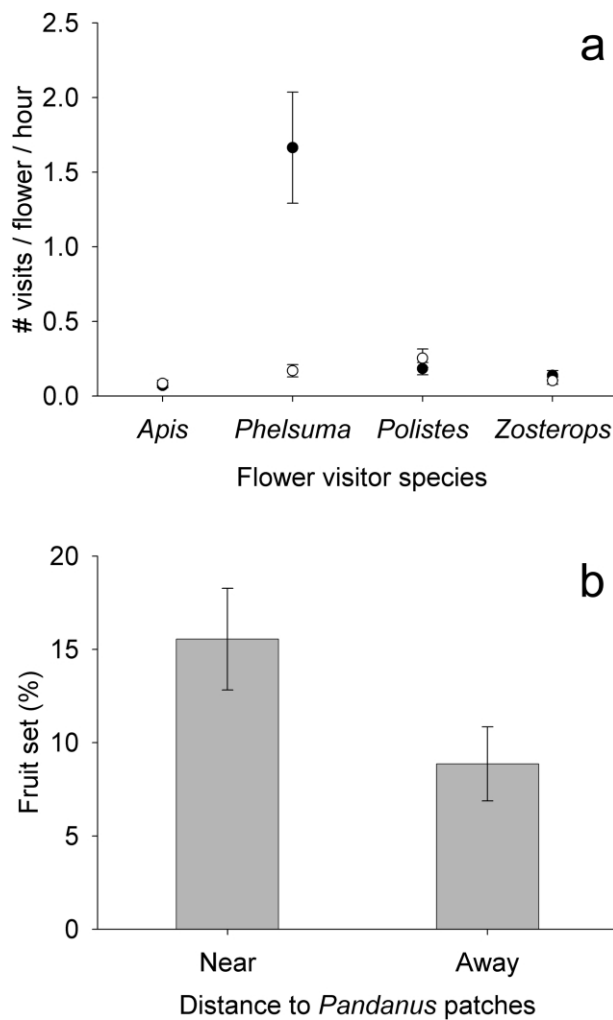 a
# visits / flower / hour
2.5
2.0
1.5
1.0
0.5
0.0
Apis Phelsuma Polistes Zosterops
Flower visitor species
b
Fruit set (%)
20
15
10
5
0
Near Away
Distance to Pandanus patches